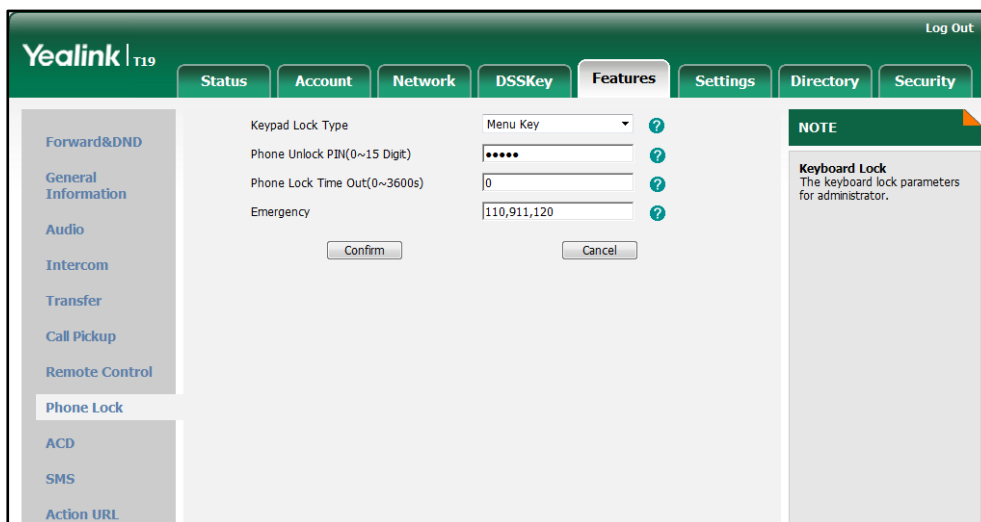 Log Out
Yealink T19
Status Account Network DSSKey Features Settings Directory Security
Forward&DND
General
Information
Audio
Intercom
Transfer
Call Pickup
Remote Control
Phone Lock
ACD
SMS
Action URL
Keypad Lock Type Menu Key ?
Phone Unlock PIN(0~15 Digit) ••••• ?
Phone Lock Time Out(0~3600s) 0 ?
Emergency 110,911,120 ?
Confirm Cancel
NOTE
Keyboard Lock
The keyboard lock parameters
for administrator.